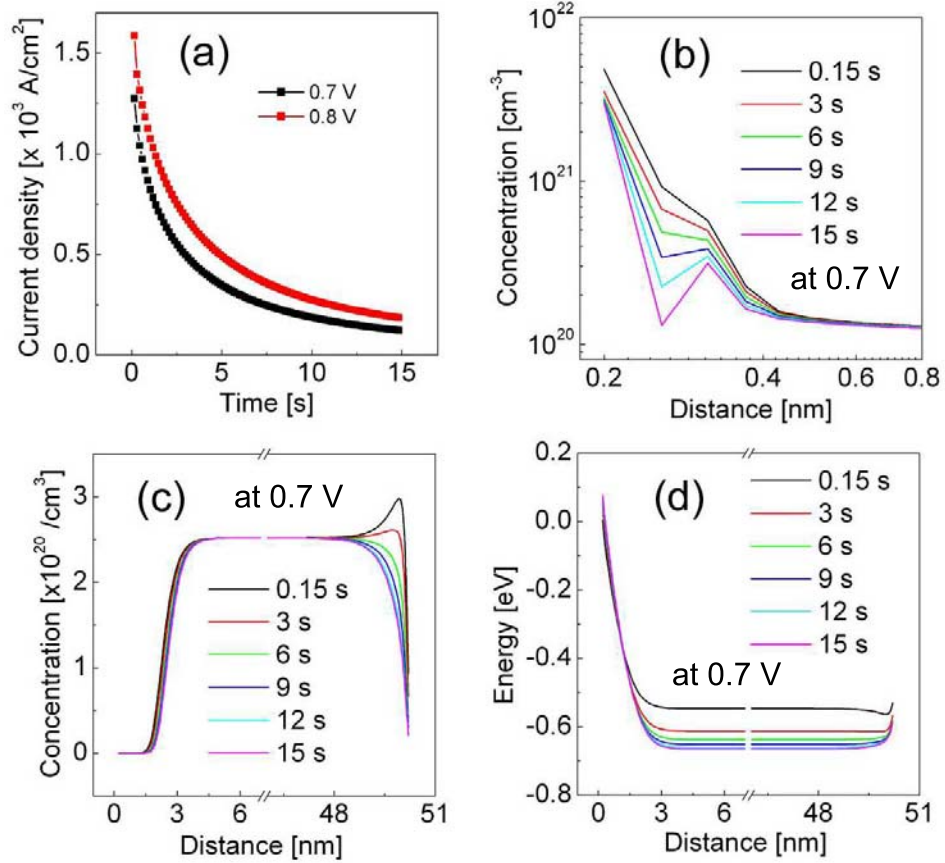 (a)
1.5
1.0
0.5
0.0
Current density [x 10³ A/cm²]
0.7 V
0.8 V
0 5 10 15
Time [s]
(b)
10²²
10²¹
10²⁰
Concentration [cm⁻³]
0.15 s
3 s
6 s
9 s
12 s
15 s
at 0.7 V
0.2 0.4 0.6 0.8
Distance [nm]
(c)
at 0.7 V
3
2
1
0
Concentration [x10²⁰ /cm³]
0.15 s
3 s
6 s
9 s
12 s
15 s
0 3 6 48 51
Distance [nm]
(d)
0.2
0.0
-0.2
-0.4
-0.6
-0.8
Energy [eV]
0.15 s
3 s
6 s
9 s
12 s
15 s
at 0.7 V
0 3 6 48 51
Distance [nm]